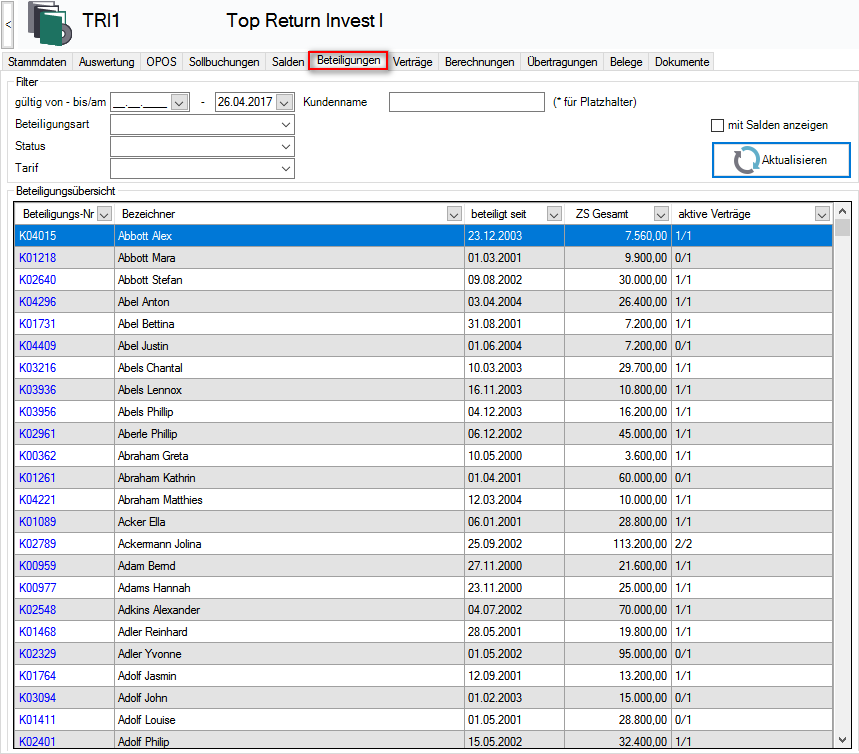 <
TRI1 Top Return Invest I
Stammdaten Auswertung OPOS Sollbuchungen Salden Beteiligungen Verträge Berechnungen Übertragungen Belege Dokumente
Filter
gültig von - bis/am __.__.____ - 26.04.2017 Kundenname (* für Platzhalter)
Beteiligungsart mit Salden anzeigen
Status
Aktualisieren
Tarif
Beteiligungsübersicht
Beteiligungs-Nr Bezeichner beteiligt seit ZS Gesamt aktive Verträge
K04015 Abbott Alex 23.12.2003 7.560,00 1/1
K01218 Abbott Mara 01.03.2001 9.900,00 0/1
K02640 Abbott Stefan 09.08.2002 30.000,00 1/1
K04296 Abel Anton 03.04.2004 26.400,00 1/1
K01731 Abel Bettina 31.08.2001 7.200,00 1/1
K04409 Abel Justin 01.06.2004 7.200,00 0/1
K03216 Abels Chantal 10.03.2003 29.700,00 1/1
K03936 Abels Lennox 16.11.2003 10.800,00 1/1
K03956 Abels Phillip 04.12.2003 16.200,00 1/1
K02961 Aberle Phillip 06.12.2002 45.000,00 1/1
K00362 Abraham Greta 10.05.2000 3.600,00 1/1
K01261 Abraham Kathrin 01.04.2001 60.000,00 0/1
K04221 Abraham Matthies 12.03.2004 10.000,00 1/1
K01089 Acker Ella 06.01.2001 28.800,00 1/1
K02789 Ackermann Jolina 25.09.2002 113.200,00 2/2
K00959 Adam Bernd 27.11.2000 21.600,00 1/1
K00977 Adams Hannah 23.11.2000 25.000,00 1/1
K02548 Adkins Alexander 04.07.2002 70.000,00 1/1
K01468 Adler Reinhard 28.05.2001 19.800,00 1/1
K02329 Adler Yvonne 01.05.2002 95.000,00 0/1
K01764 Adolf Jasmin 12.09.2001 13.200,00 1/1
K03094 Adolf John 01.02.2003 15.000,00 0/1
K01411 Adolf Louise 01.05.2001 28.800,00 0/1
K02401 Adolf Philip 15.05.2002 32.400,00 1/1